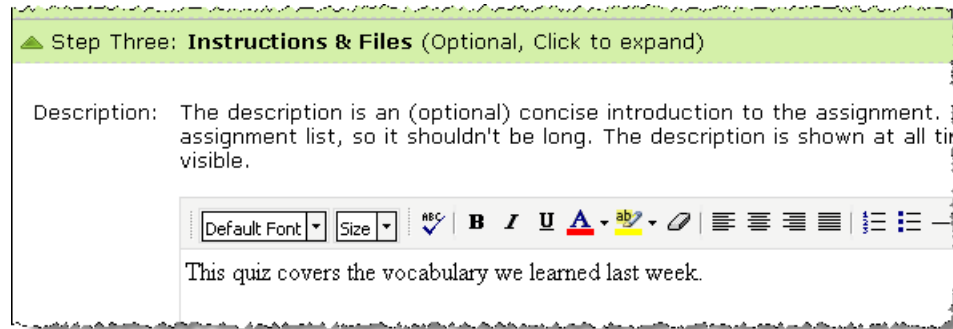 Step Three: Instructions & Files (Optional, Click to expand)
Description: The description is an (optional) concise introduction to the assignment.
assignment list, so it shouldn't be long. The description is shown at all
visible.
Default Font Size ABC B I U A ab
This quiz covers the vocabulary we learned last week.